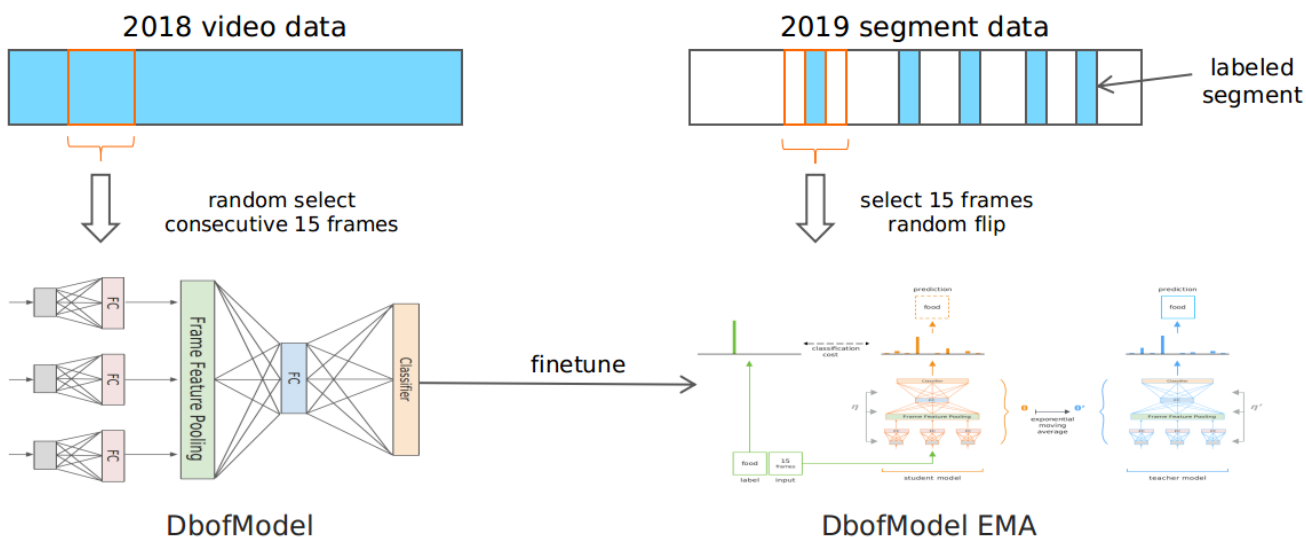 2018 video data
2019 segment data
labeled
segment
random select
consecutive 15 frames
select 15 frames
random flip
FC
FC
FC
Frame Feature Pooling
FC
Classifier
DbofModel
finetune
prediction
food
prediction
food
classification
cost
Classifier
FC
Frame Feature Pooling
η
θ
exponential
moving
average
θ'
Classifier
Frame Feature Pooling
η'
food
15
frames
label
input
student model
teacher model
DbofModel EMA